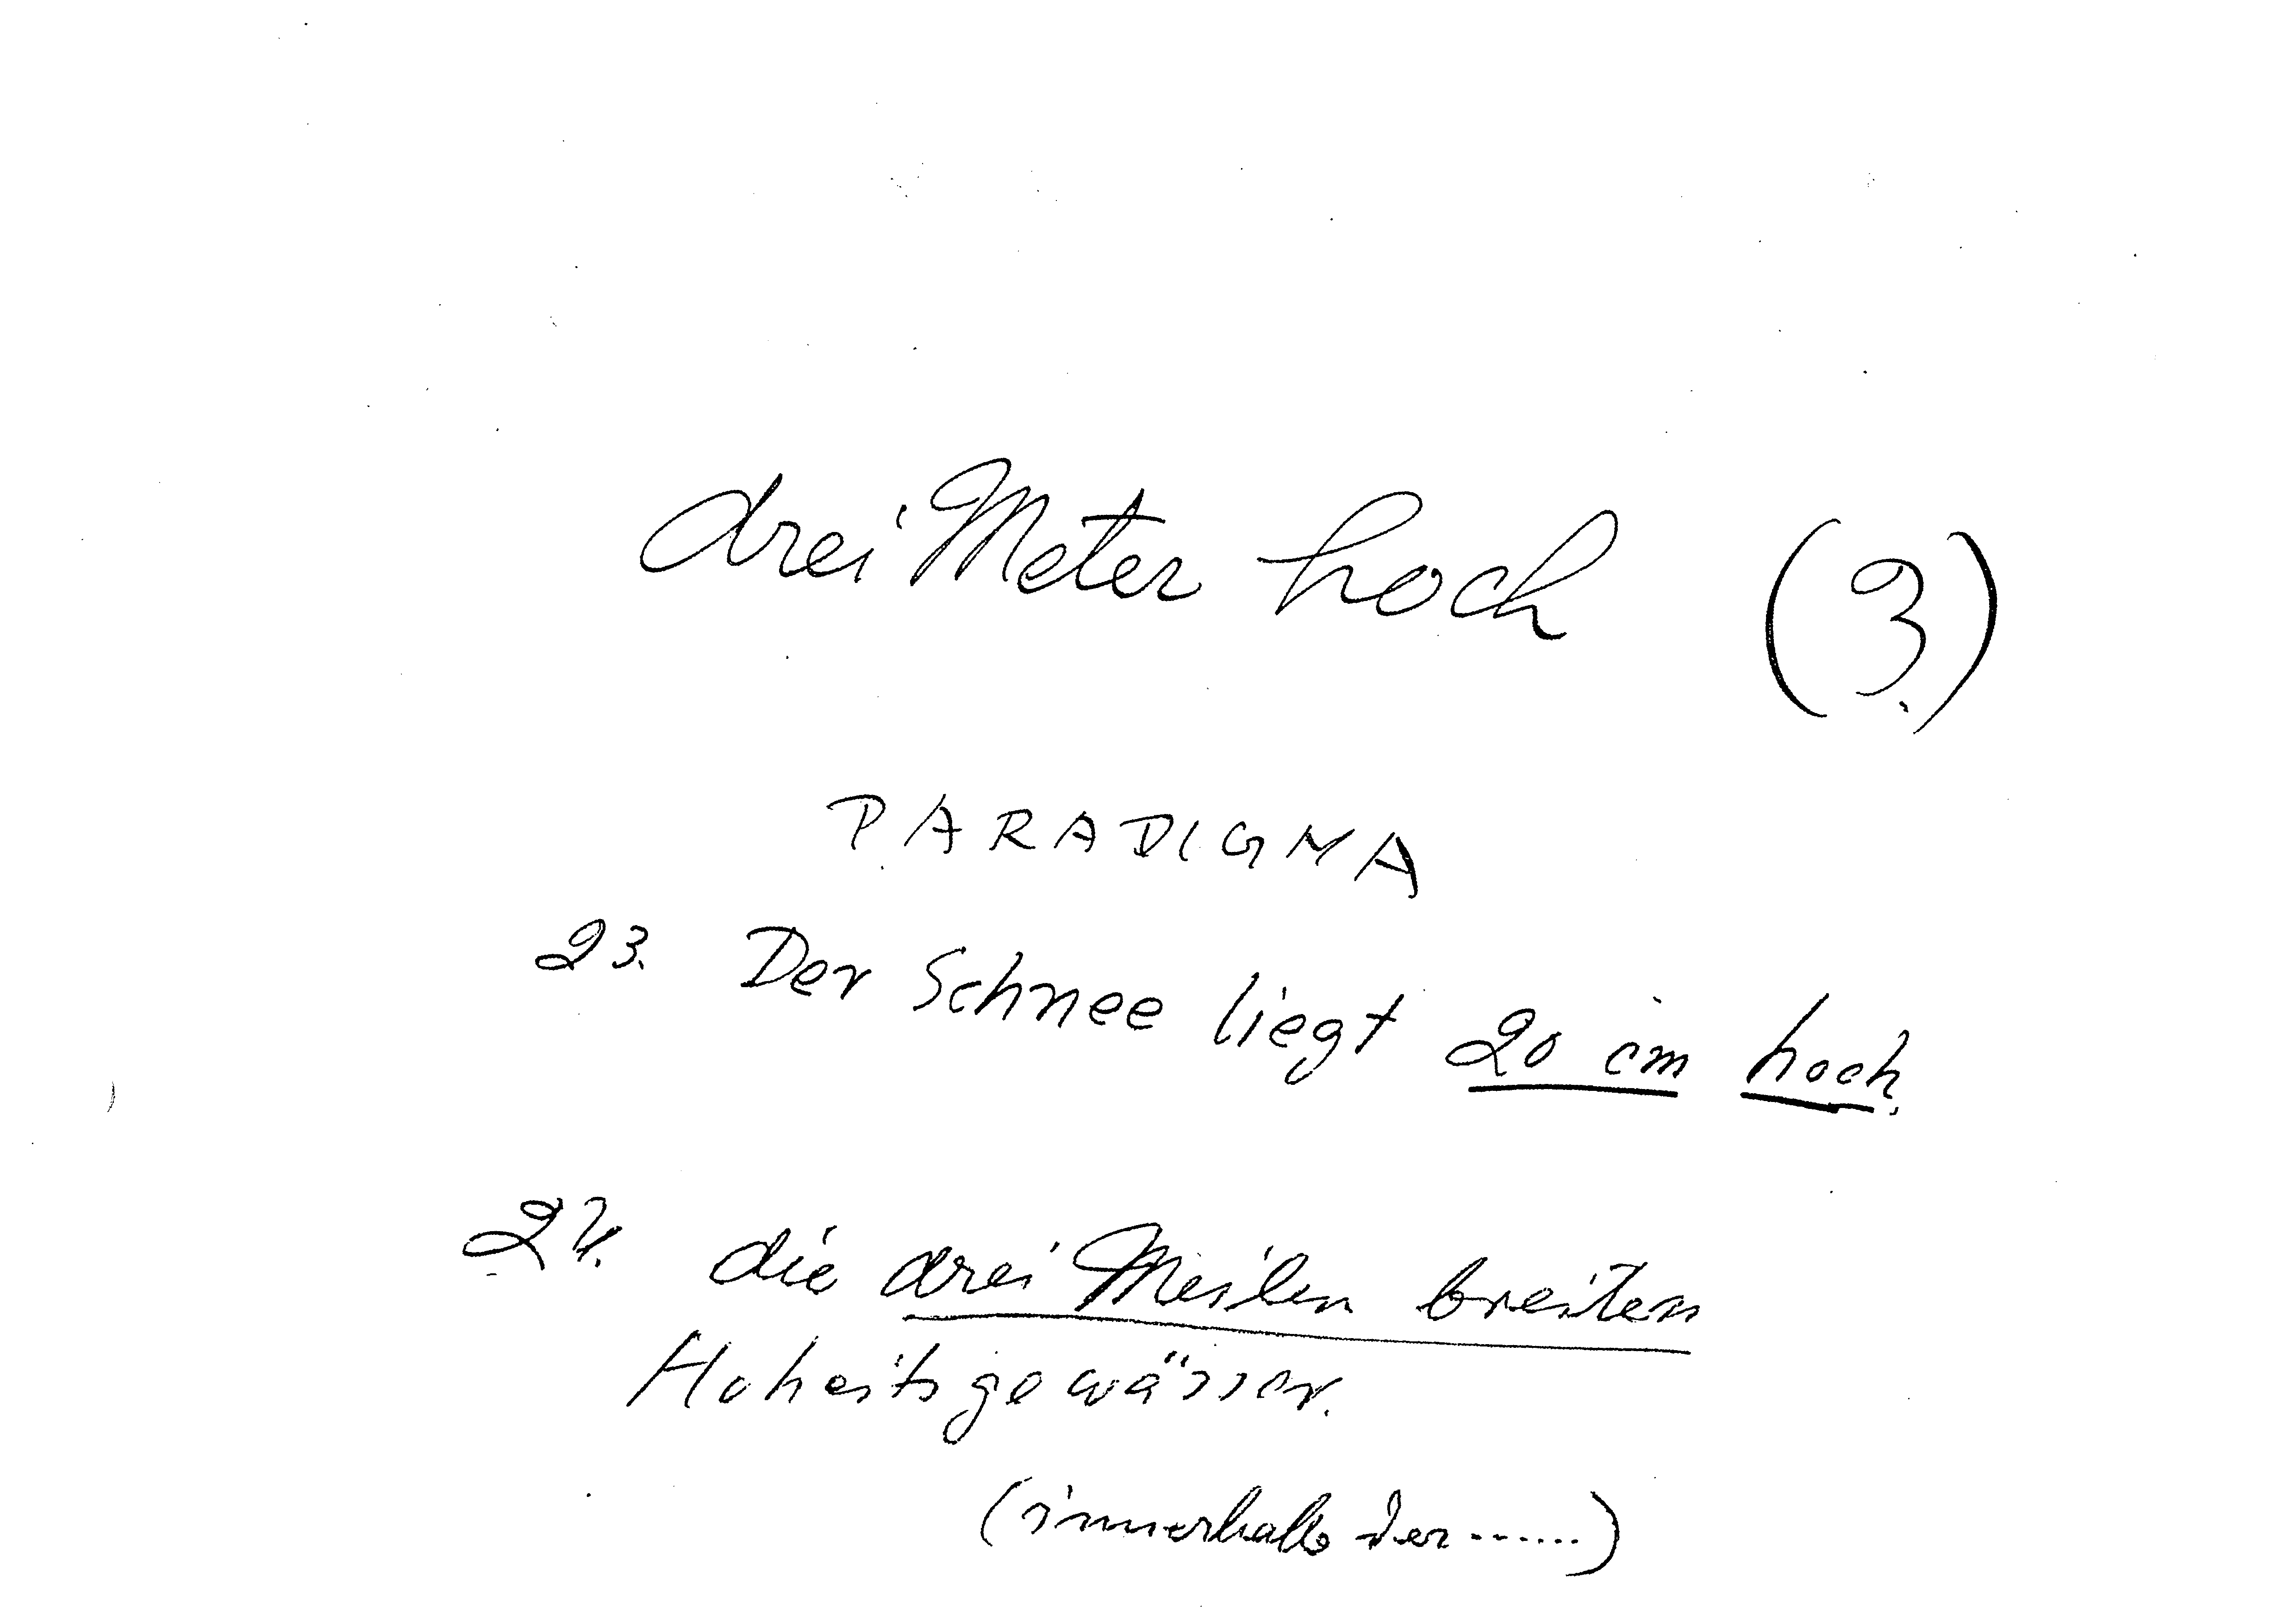 drei Meter hoch (3.)
PARADIGMA
23. Der Schnee liegt 20 cm hoch.
24. die drei Meilen breiten
Hoheitsgewässer.
(innerhalb der ......)